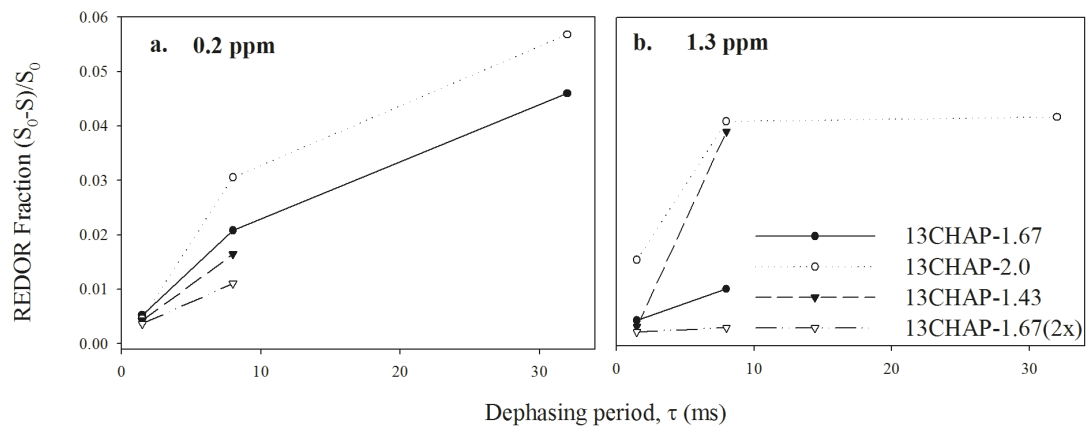 a. 0.2 ppm
b. 1.3 ppm
REDOR Fraction (S₀-S)/S₀
0.06
0.05
0.04
0.03
0.02
0.01
0.00
13CHAP-1.67
13CHAP-2.0
13CHAP-1.43
13CHAP-1.67(2x)
0 10 20 30
0 10 20 30
Dephasing period, τ (ms)